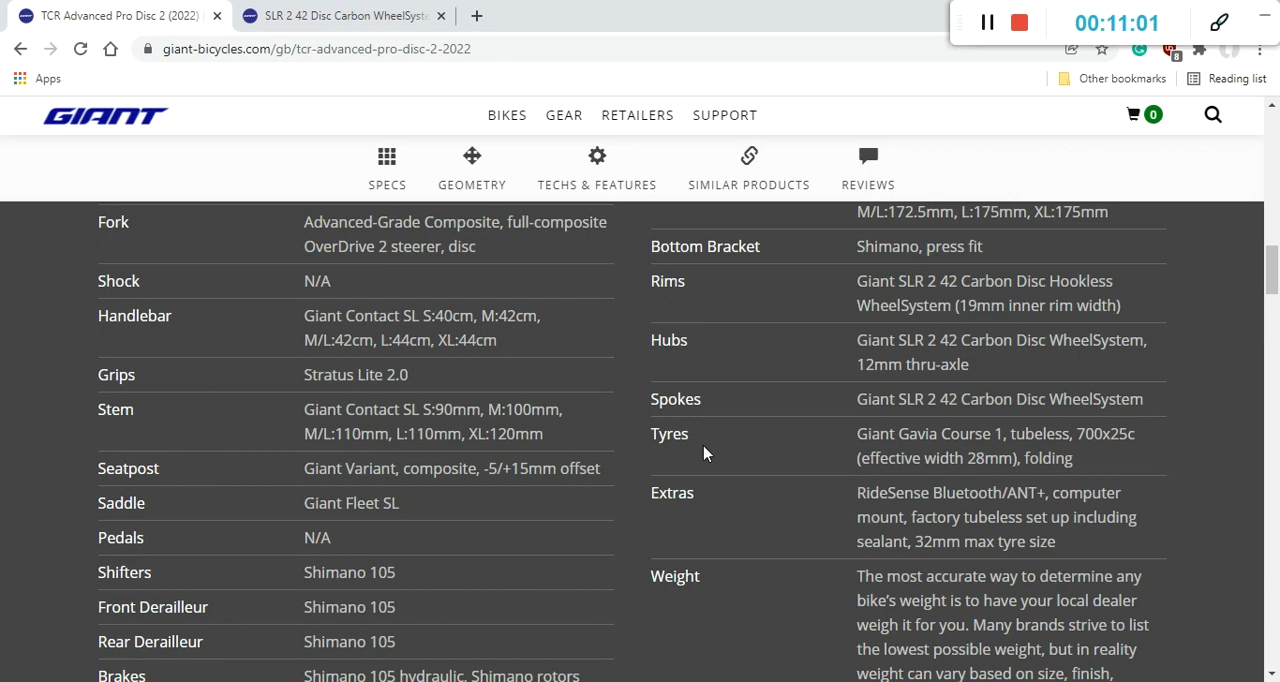 TCR Advanced Pro Disc 2 (2022)
SLR 2 42 Disc Carbon WheelSyste
00:11:01
giant-bicycles.com/gb/tcr-advanced-pro-disc-2-2022
8
Apps
Other bookmarks
Reading list
GIANT
BIKES GEAR RETAILERS SUPPORT
0
SPECS GEOMETRY TECHS & FEATURES SIMILAR PRODUCTS REVIEWS
Fork Advanced-Grade Composite, full-composite
OverDrive 2 steerer, disc
Shock N/A
Handlebar Giant Contact SL S:40cm, M:42cm,
M/L:42cm, L:44cm, XL:44cm
Grips Stratus Lite 2.0
Stem Giant Contact SL S:90mm, M:100mm,
M/L:110mm, L:110mm, XL:120mm
Seatpost Giant Variant, composite, -5/+15mm offset
Saddle Giant Fleet SL
Pedals N/A
Shifters Shimano 105
Front Derailleur Shimano 105
Rear Derailleur Shimano 105
Brakes Shimano 105 hydraulic, Shimano rotors
M/L:172.5mm, L:175mm, XL:175mm
Bottom Bracket Shimano, press fit
Rims Giant SLR 2 42 Carbon Disc Hookless
WheelSystem (19mm inner rim width)
Hubs Giant SLR 2 42 Carbon Disc WheelSystem,
12mm thru-axle
Spokes Giant SLR 2 42 Carbon Disc WheelSystem
Tyres Giant Gavia Course 1, tubeless, 700x25c
(effective width 28mm), folding
Extras RideSense Bluetooth/ANT+, computer
mount, factory tubeless set up including
sealant, 32mm max tyre size
Weight The most accurate way to determine any
bike's weight is to have your local dealer
weigh it for you. Many brands strive to list
the lowest possible weight, but in reality
weight can vary based on size, finish,